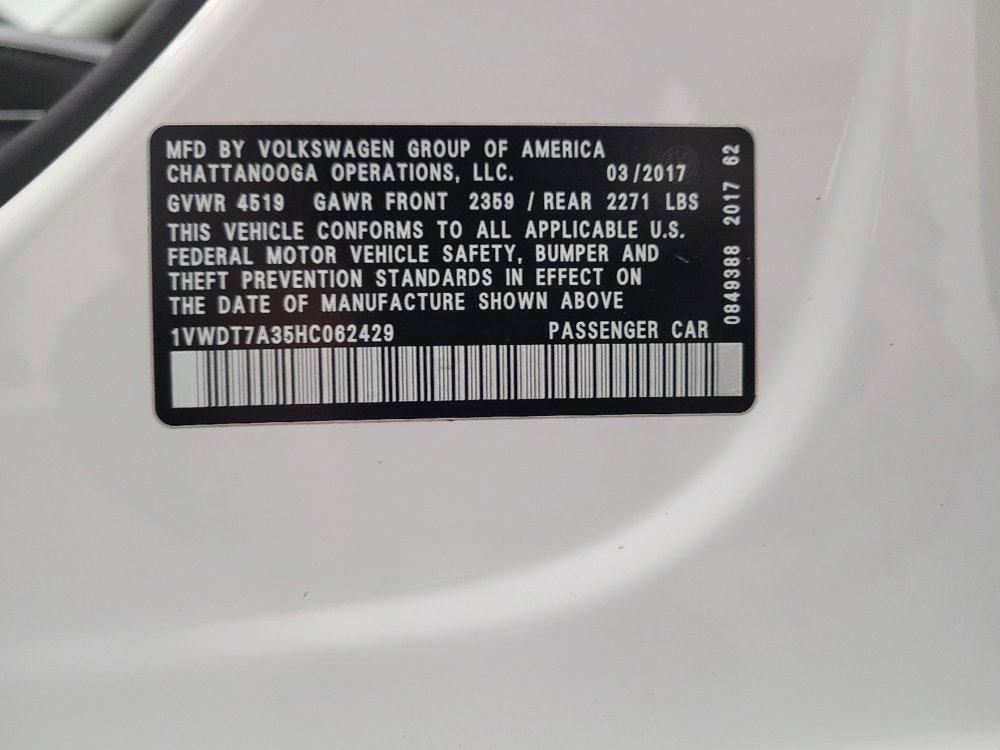 MFD BY VOLKSWAGEN GROUP OF AMERICA
CHATTANOOGA OPERATIONS, LLC. 03/2017
GVWR 4519 GAWR FRONT 2359 / REAR 2271 LBS
THIS VEHICLE CONFORMS TO ALL APPLICABLE U.S.
FEDERAL MOTOR VEHICLE SAFETY, BUMPER AND
THEFT PREVENTION STANDARDS IN EFFECT ON
THE DATE OF MANUFACTURE SHOWN ABOVE
1VWDT7A35HC062429 PASSENGER CAR
0849388 2017 62